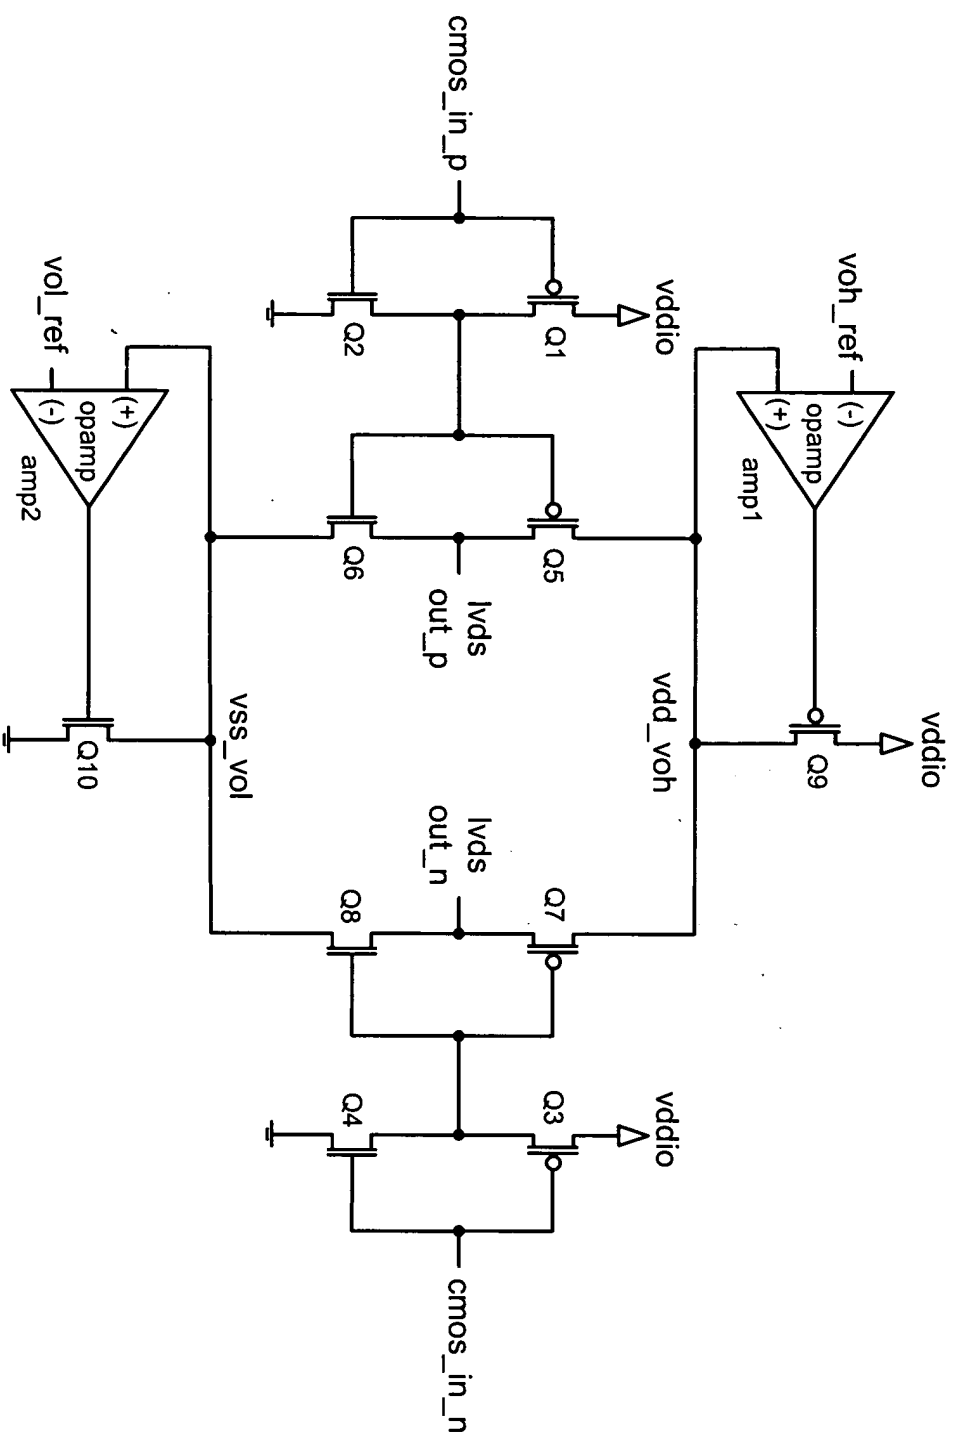 vddio
voh_ref
(-)
(+)
opamp
amp1
Q9
vdd_voh
vddio
Q1
Q5
Q7
vddio
Q3
cmos_in_p
lvds
out_p
lvds
out_n
cmos_in_n
Q2
Q6
Q8
Q4
vss_vol
vol_ref
(+)
(-)
opamp
amp2
Q10